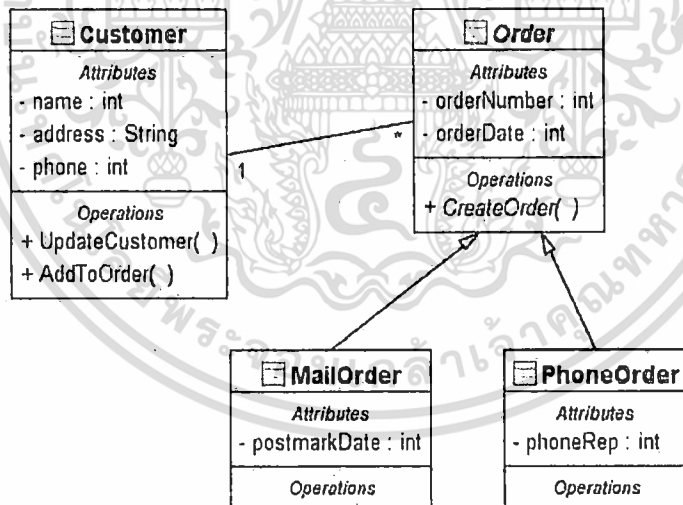 Customer
Attributes
- name : int
- address : String
- phone : int
Operations
+ UpdateCustomer( )
+ AddToOrder( )
1
*
Order
Attributes
- orderNumber : int
- orderDate : int
Operations
+ CreateOrder( )
MailOrder
Attributes
- postmarkDate : int
Operations
PhoneOrder
Attributes
- phoneRep : int
Operations